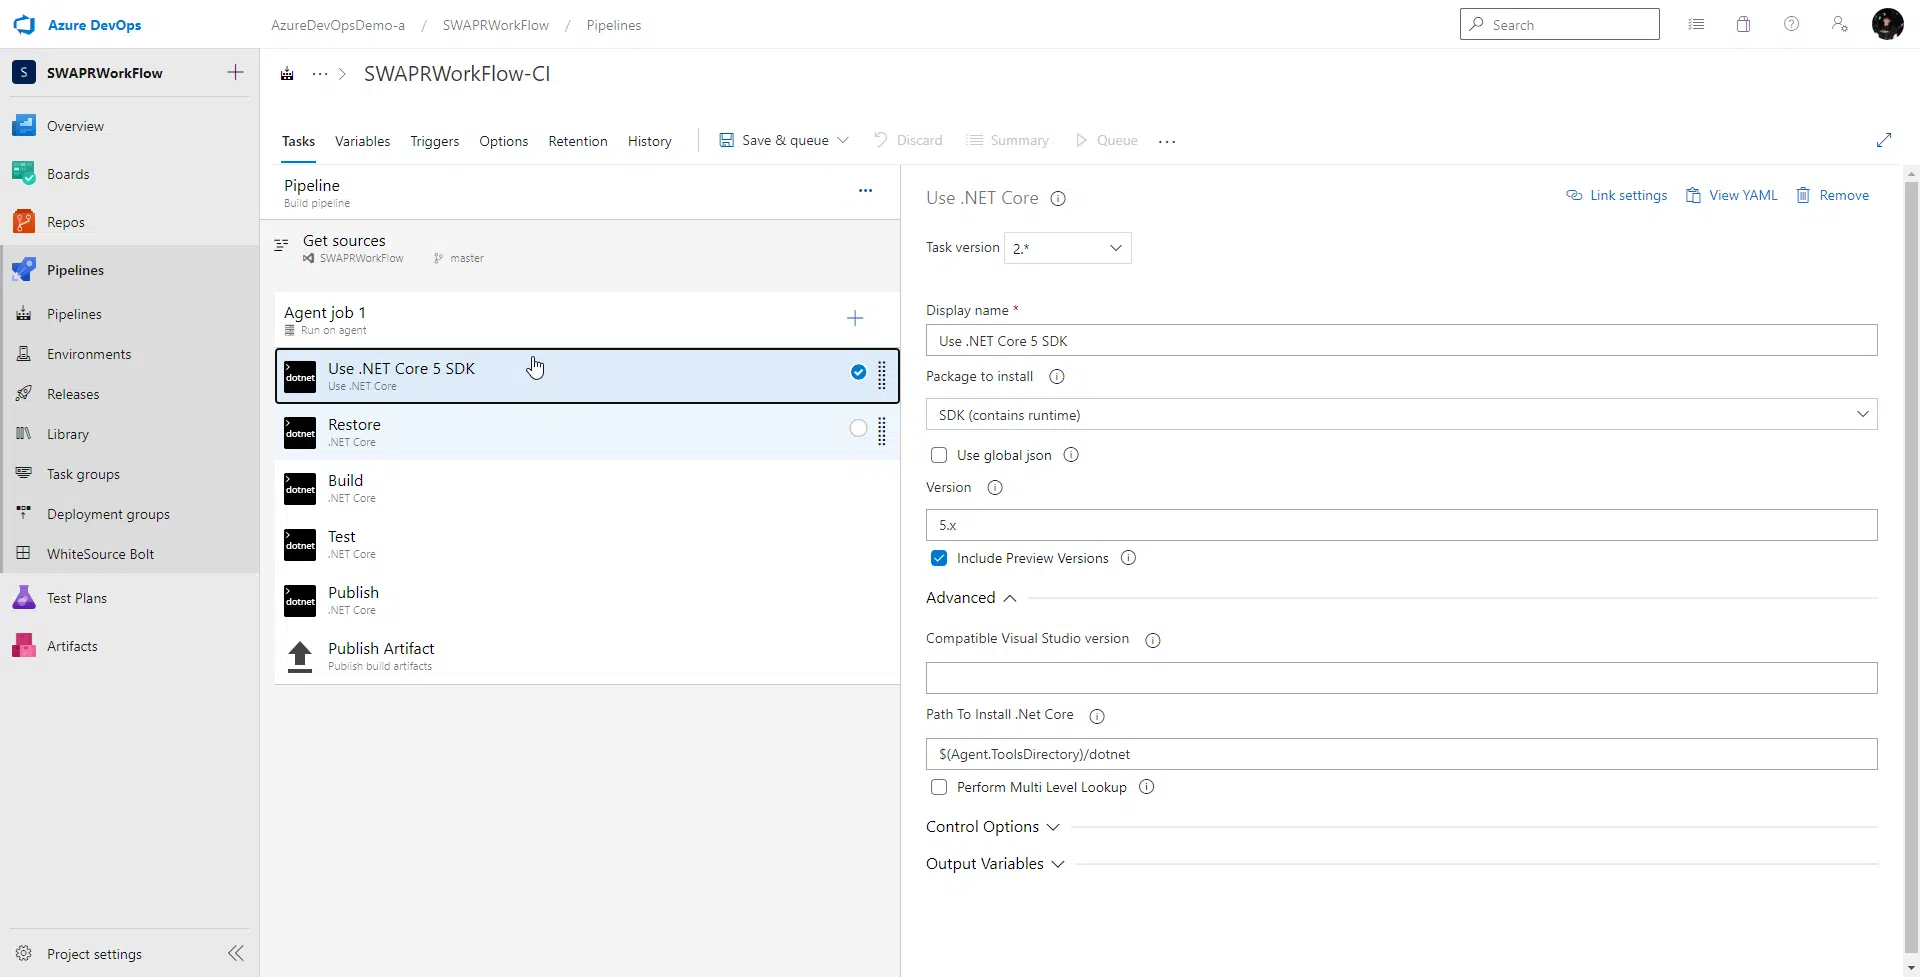 Azure DevOps
AzureDevOpsDemo-a / SWAPRWorkFlow / Pipelines
Search
S SWAPRWorkFlow
Overview
Boards
Repos
Pipelines
Pipelines
Environments
Releases
Library
Task groups
Deployment groups
WhiteSource Bolt
Test Plans
Artifacts
Project settings
··· > SWAPRWorkFlow-CI
Tasks Variables Triggers Options Retention History Save & queue Discard Summary Queue ···
Pipeline
Build pipeline
Get sources
SWAPRWorkFlow master
Agent job 1
Run on agent
dotnet Use .NET Core 5 SDK
Use .NET Core
dotnet Restore
.NET Core
dotnet Build
.NET Core
dotnet Test
.NET Core
dotnet Publish
.NET Core
Publish Artifact
Publish build artifacts
Use .NET Core
Link settings View YAML Remove
Task version 2.*
Display name *
Use .NET Core 5 SDK
Package to install
SDK (contains runtime)
Use global json
Version
5.x
Include Preview Versions
Advanced
Compatible Visual Studio version
Path To Install .Net Core
$(Agent.ToolsDirectory)/dotnet
Perform Multi Level Lookup
Control Options
Output Variables